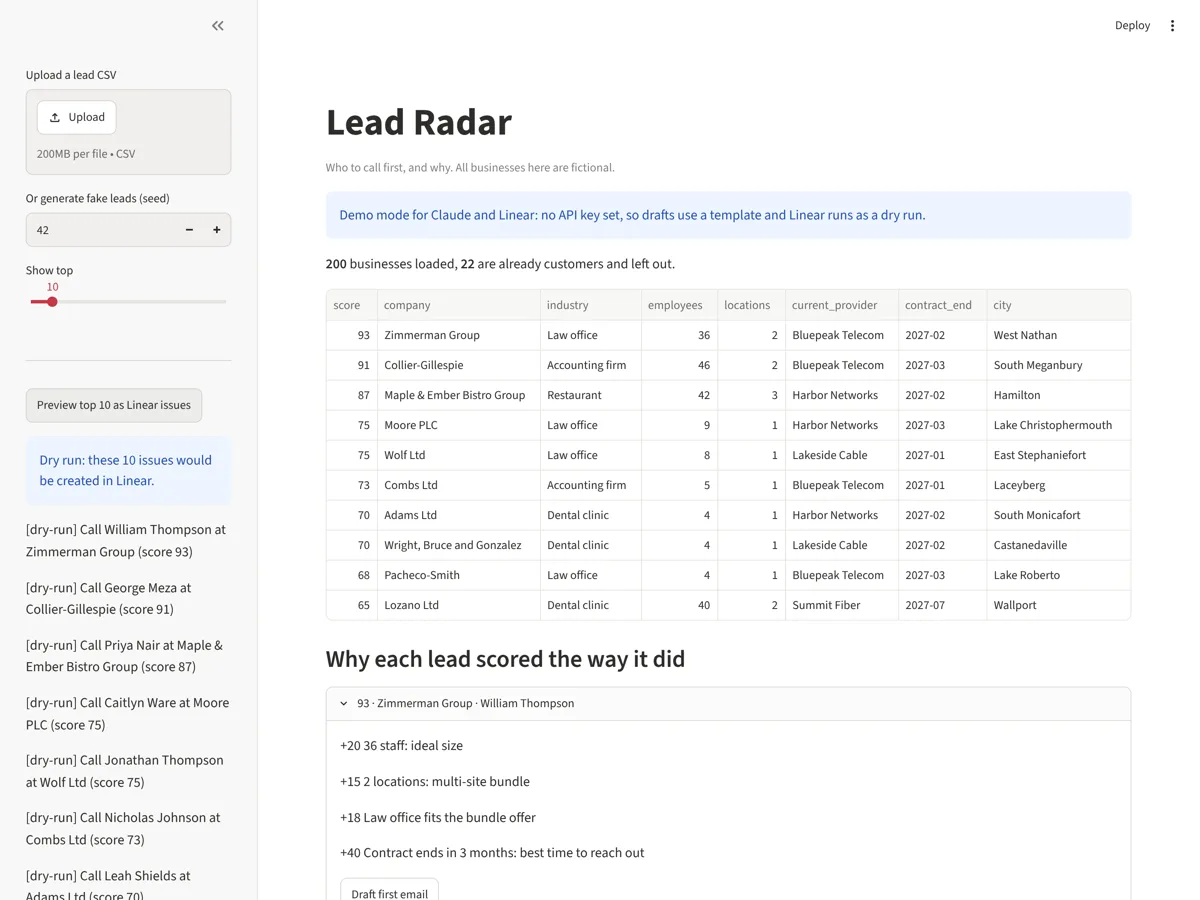 Deploy
Upload a lead CSV
Upload
200MB per file • CSV
Or generate fake leads (seed)
42
Show top
10
Preview top 10 as Linear issues
Dry run: these 10 issues would
be created in Linear.
[dry-run] Call William Thompson at
Zimmerman Group (score 93)
[dry-run] Call George Meza at
Collier-Gillespie (score 91)
[dry-run] Call Priya Nair at Maple &
Ember Bistro Group (score 87)
[dry-run] Call Caitlyn Ware at Moore
PLC (score 75)
[dry-run] Call Jonathan Thompson
at Wolf Ltd (score 75)
[dry-run] Call Nicholas Johnson at
Combs Ltd (score 73)
[dry-run] Call Leah Shields at
Adams Ltd (score 70)
Lead Radar
Who to call first, and why. All businesses here are fictional.
Demo mode for Claude and Linear: no API key set, so drafts use a template and Linear runs as a dry run.
200 businesses loaded, 22 are already customers and left out.
score company industry employees locations current_provider contract_end city
93 Zimmerman Group Law office 36 2 Bluepeak Telecom 2027-02 West Nathan
91 Collier-Gillespie Accounting firm 46 2 Bluepeak Telecom 2027-03 South Meganbury
87 Maple & Ember Bistro Group Restaurant 42 3 Harbor Networks 2027-02 Hamilton
75 Moore PLC Law office 9 1 Harbor Networks 2027-03 Lake Christophermouth
75 Wolf Ltd Law office 8 1 Lakeside Cable 2027-01 East Stephaniefort
73 Combs Ltd Accounting firm 5 1 Bluepeak Telecom 2027-01 Laceyberg
70 Adams Ltd Dental clinic 4 1 Harbor Networks 2027-02 South Monicafort
70 Wright, Bruce and Gonzalez Dental clinic 4 1 Lakeside Cable 2027-02 Castanedaville
68 Pacheco-Smith Law office 4 1 Bluepeak Telecom 2027-03 Lake Roberto
65 Lozano Ltd Dental clinic 40 2 Summit Fiber 2027-07 Wallport
Why each lead scored the way it did
93 · Zimmerman Group · William Thompson
+20 36 staff: ideal size
+15 2 locations: multi-site bundle
+18 Law office fits the bundle offer
+40 Contract ends in 3 months: best time to reach out
Draft first email